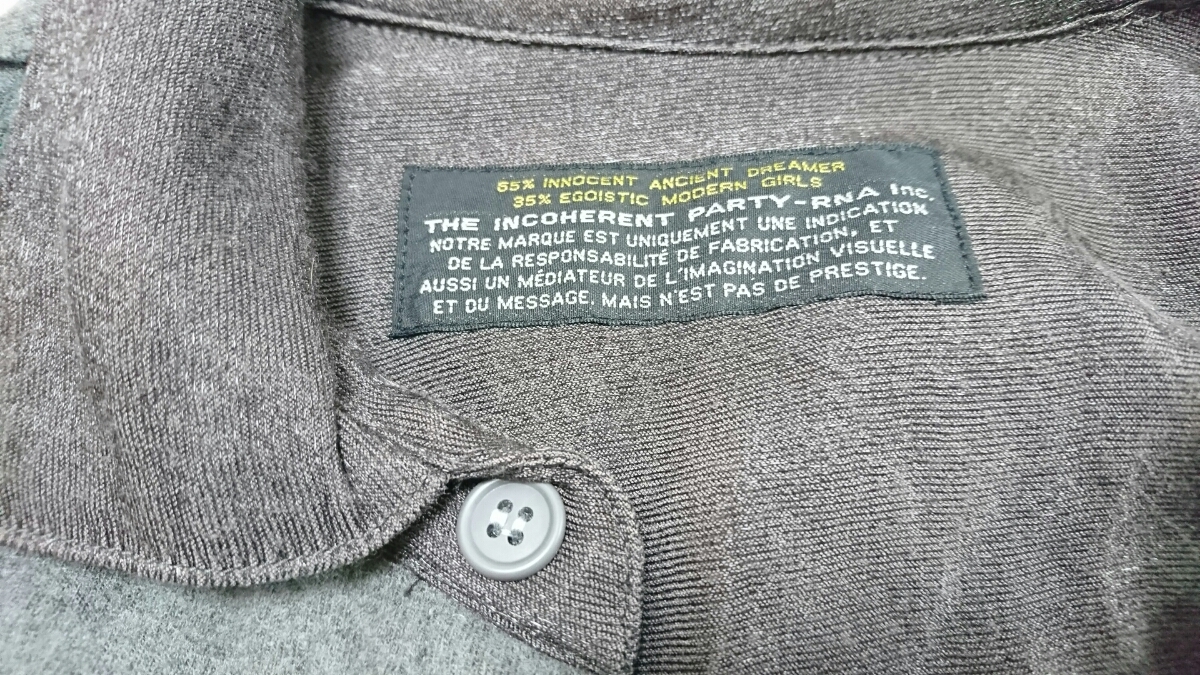 55% INNOCENT ANCIENT DREAMER
35% EGOISTIC MODERN GIRLS
THE INCOHERENT PARTY-RNA Inc.
NOTRE MARQUE EST UNIQUEMENT UNE INDICATION
DE LA RESPONSABILITÉ DE FABRICATION, ET
AUSSI UN MÉDIATEUR DE L'IMAGINATION VISUELLE
ET DU MESSAGE. MAIS N'EST PAS DE PRESTIGE.